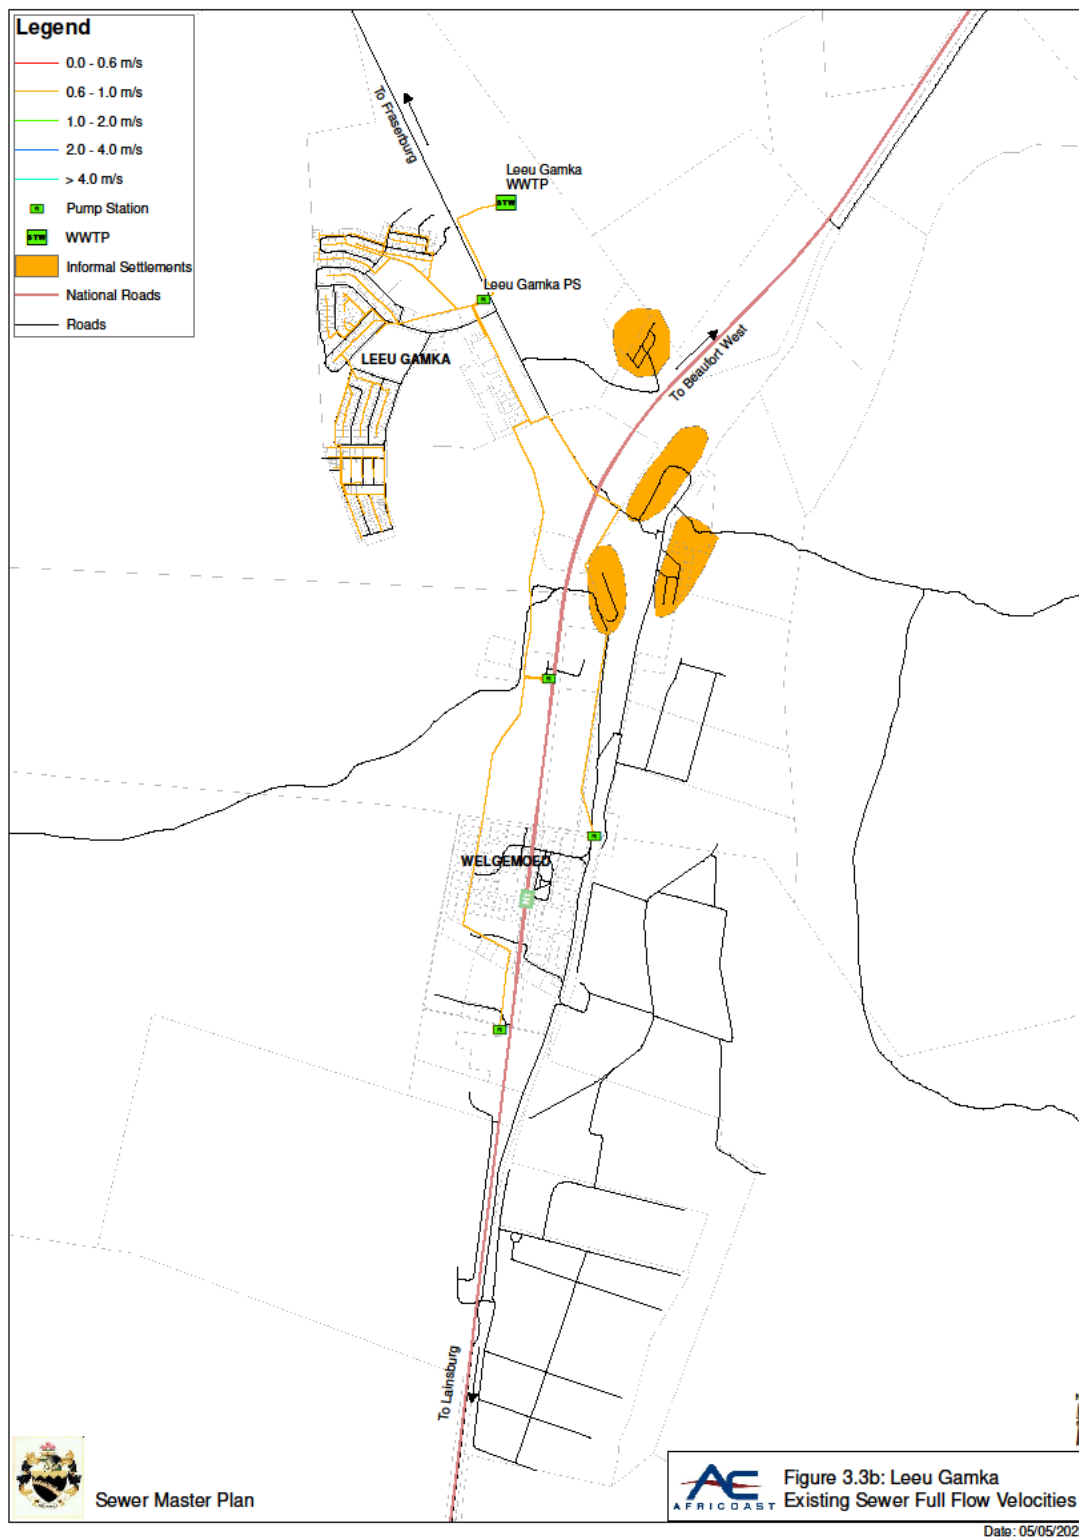 Legend
0.0 - 0.6 m/s
0.6 - 1.0 m/s
1.0 - 2.0 m/s
2.0 - 4.0 m/s
> 4.0 m/s
Pump Station
STW
WWTP
Informal Settlements
National Roads
Roads
To Fraserburg
Leeu Gamka
WWTP
STW
Leeu Gamka PS
LEEU GAMKA
To Beaufort West
WELGEMOED
N1
To Lainsburg
Sewer Master Plan
AFRICOAST
Figure 3.3b: Leeu Gamka
Existing Sewer Full Flow Velocities